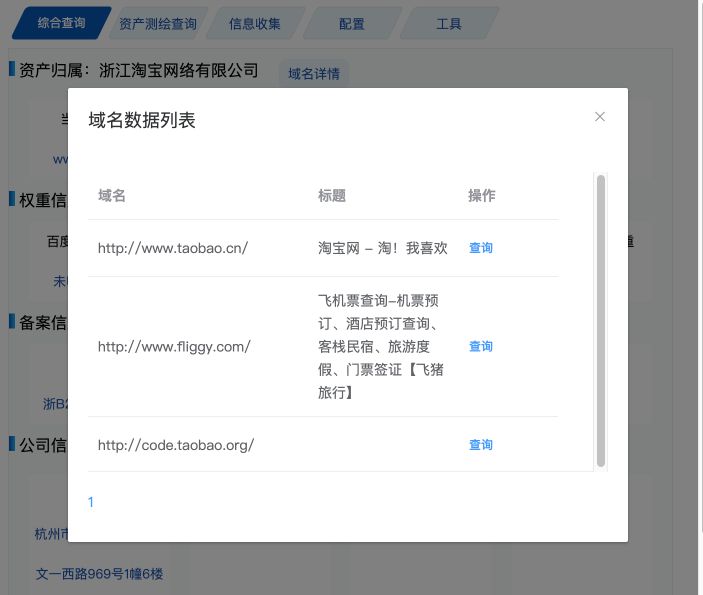 综合查询 资产测绘查询 信息收集 配置 工具
资产归属：浙江淘宝网络有限公司 域名详情
域名数据列表
域名 标题 操作
http://www.taobao.cn/ 淘宝网 - 淘！我喜欢 查询
http://www.fliggy.com/ 飞机票查询-机票预
订、酒店预订查询、
客栈民宿、旅游度
假、门票签证【飞猪
旅行】
查询
http://code.taobao.org/ 查询
1
权重信
百度
重
备案信
浙B2
公司信
杭州市
文一西路969号1幢6楼